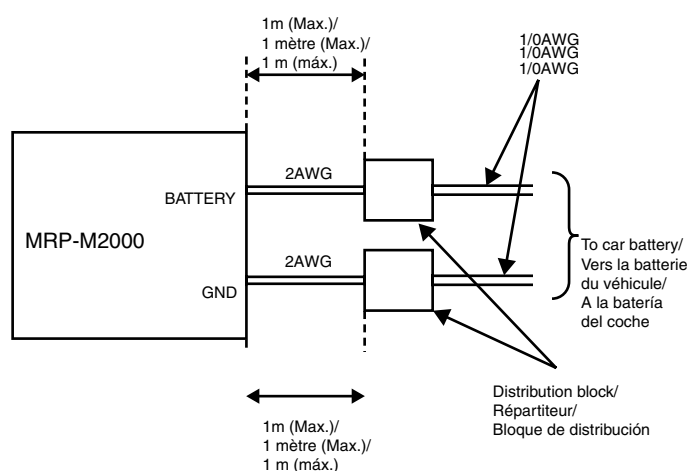 1m (Max.)/
1 mètre (Max.)/
1 m (máx.)
1/0AWG
1/0AWG
1/0AWG
2AWG
BATTERY
MRP-M2000
To car battery/
Vers la batterie
du véhicule/
A la batería
del coche
2AWG
GND
Distribution block/
Répartiteur/
Bloque de distribución
1m (Max.)/
1 mètre (Max.)/
1 m (máx.)